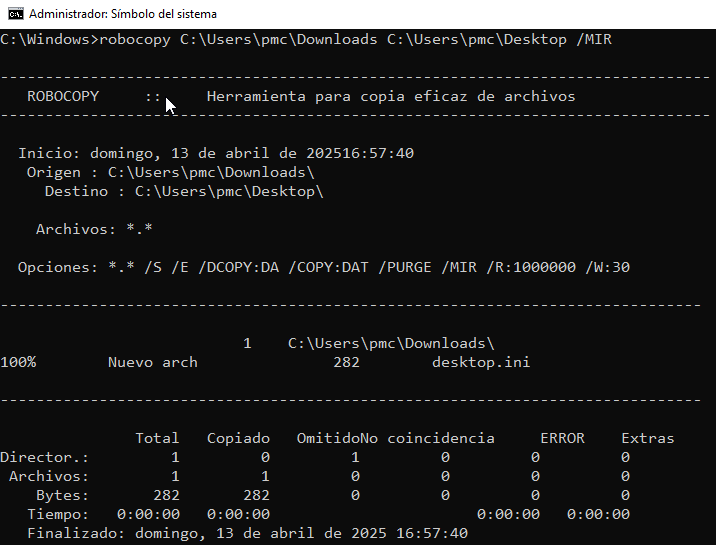 Administrador: Símbolo del sistema
C:\Windows>robocopy C:\Users\pmc\Downloads C:\Users\pmc\Desktop /MIR
-------------------------------------------------------------------------------
ROBOCOPY :: Herramienta para copia eficaz de archivos
-------------------------------------------------------------------------------
Inicio: domingo, 13 de abril de 202516:57:40
Origen : C:\Users\pmc\Downloads\
Destino : C:\Users\pmc\Desktop\
Archivos: *.*
Opciones: *.* /S /E /DCOPY:DA /COPY:DAT /PURGE /MIR /R:1000000 /W:30
------------------------------------------------------------------------------
1 C:\Users\pmc\Downloads\
100% Nuevo arch 282 desktop.ini
------------------------------------------------------------------------------
Total Copiado OmitidoNo coincidencia ERROR Extras
Director.: 1 0 1 0 0 0
Archivos: 1 1 0 0 0 0
Bytes: 282 282 0 0 0 0
Tiempo: 0:00:00 0:00:00 0:00:00 0:00:00
Finalizado: domingo, 13 de abril de 2025 16:57:40